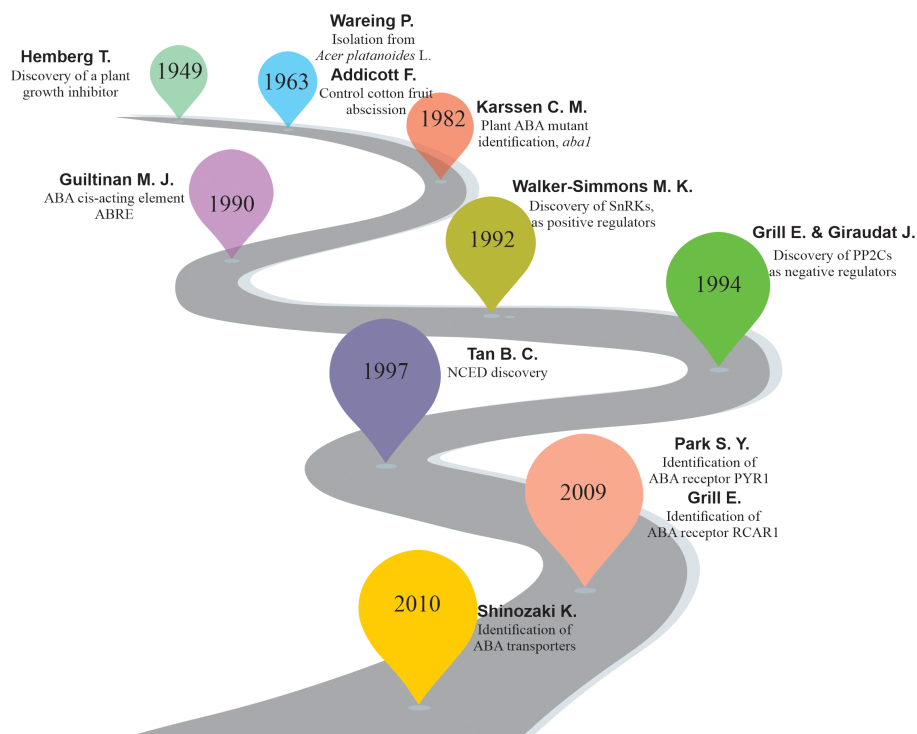 Hemberg T.
Discovery of a plant
growth inhibitor
1949
1963
Wareing P.
Isolation from
Acer platanoides L.
Addicott F.
Control cotton fruit
abscission
1982
Karssen C. M.
Plant ABA mutant
identification, aba1
Guiltinan M. J.
ABA cis-acting element
ABRE
1990
1992
Walker-Simmons M. K.
Discovery of SnRKs,
as positive regulators
1994
Grill E. & Giraudat J.
Discovery of PP2Cs
as negative regulators
1997
Tan B. C.
NCED discovery
2009
Park S. Y.
Identification of
ABA receptor PYR1
Grill E.
Identification of
ABA receptor RCAR1
2010
Shinozaki K.
Identification of
ABA transporters